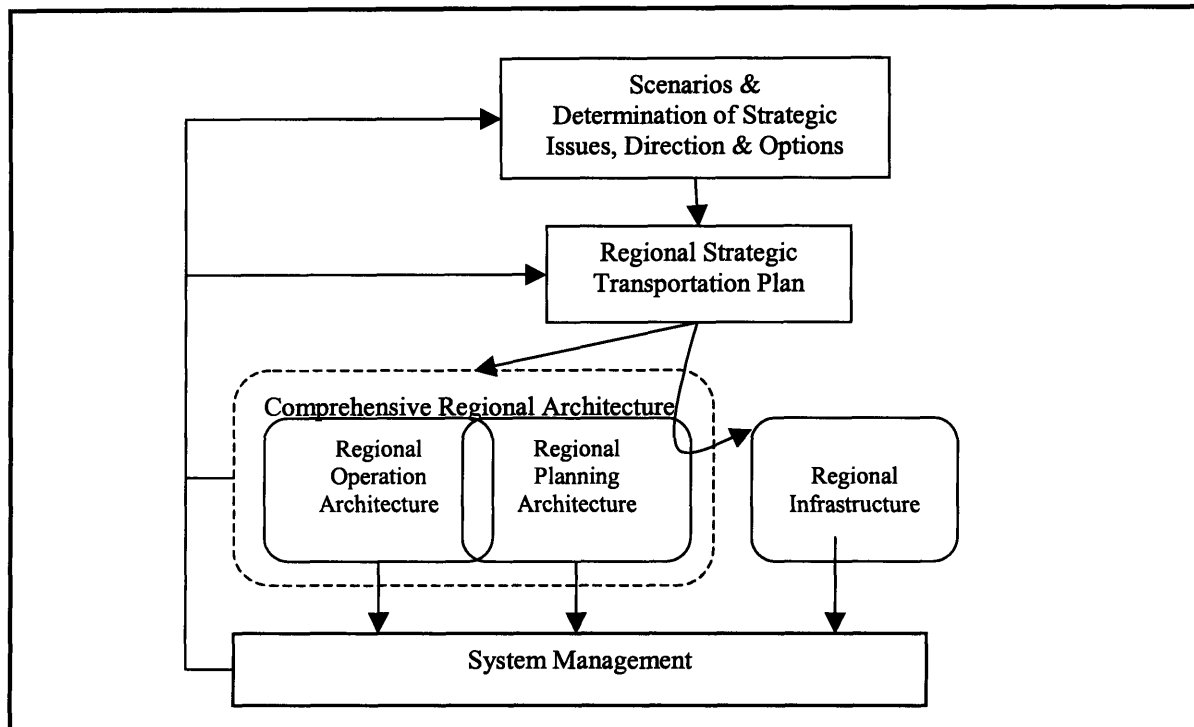 Scenarios &
Determination of Strategic
Issues, Direction & Options
Regional Strategic
Transportation Plan
Comprehensive Regional Architecture
Regional
Operation
Architecture
Regional
Planning
Architecture
Regional
Infrastructure
System Management